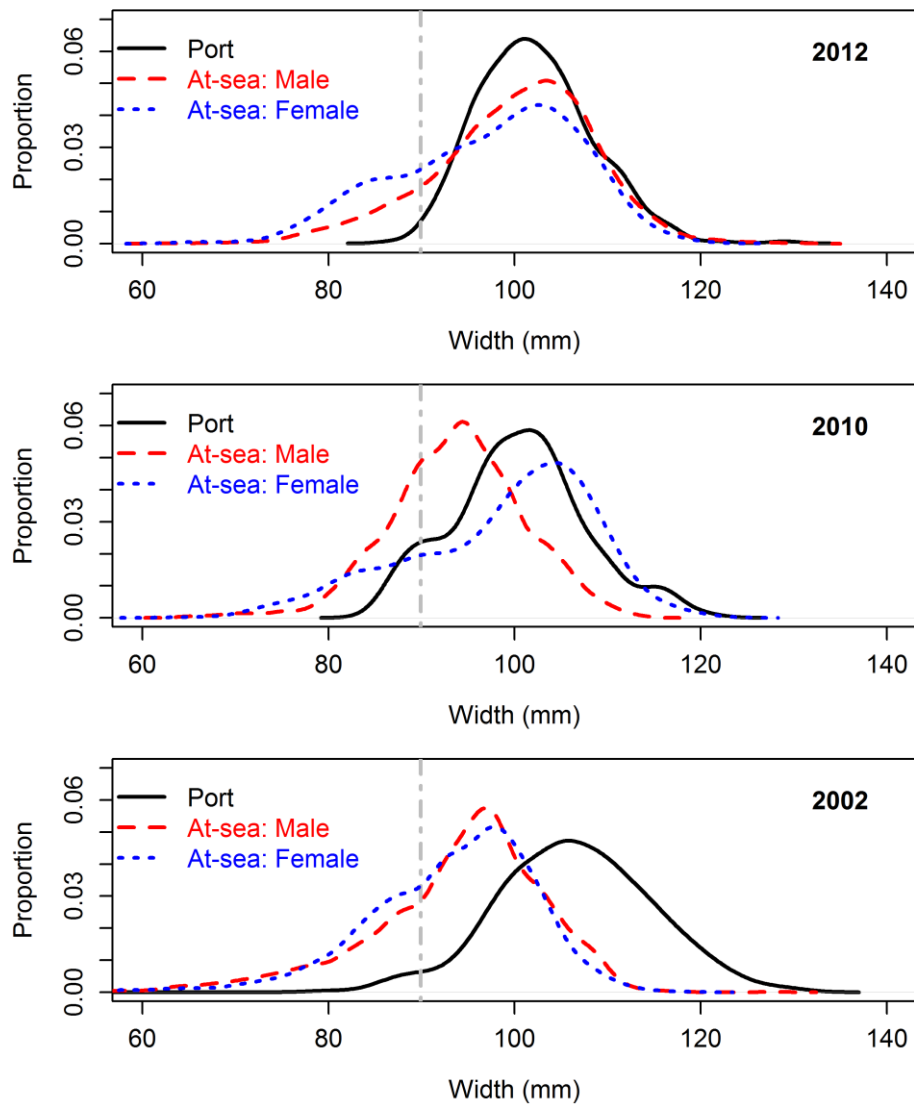 0.06
0.03
0.00
Proportion
Port
At-sea: Male
At-sea: Female
2012
60 80 100 120 140
Width (mm)
0.06
0.03
0.00
Proportion
Port
At-sea: Male
At-sea: Female
2010
60 80 100 120 140
Width (mm)
0.06
0.03
0.00
Proportion
Port
At-sea: Male
At-sea: Female
2002
60 80 100 120 140
Width (mm)